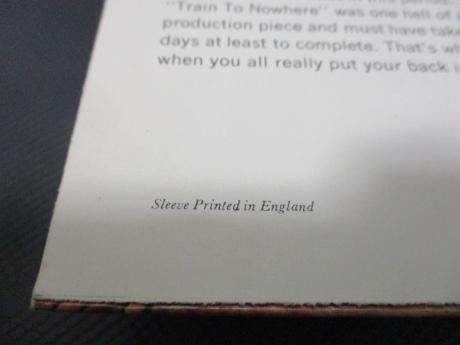 "Train To Nowhere" was one hell of a
production piece and must have take
days at least to complete. That's wh
when you all really put your back i
Sleeve Printed in England